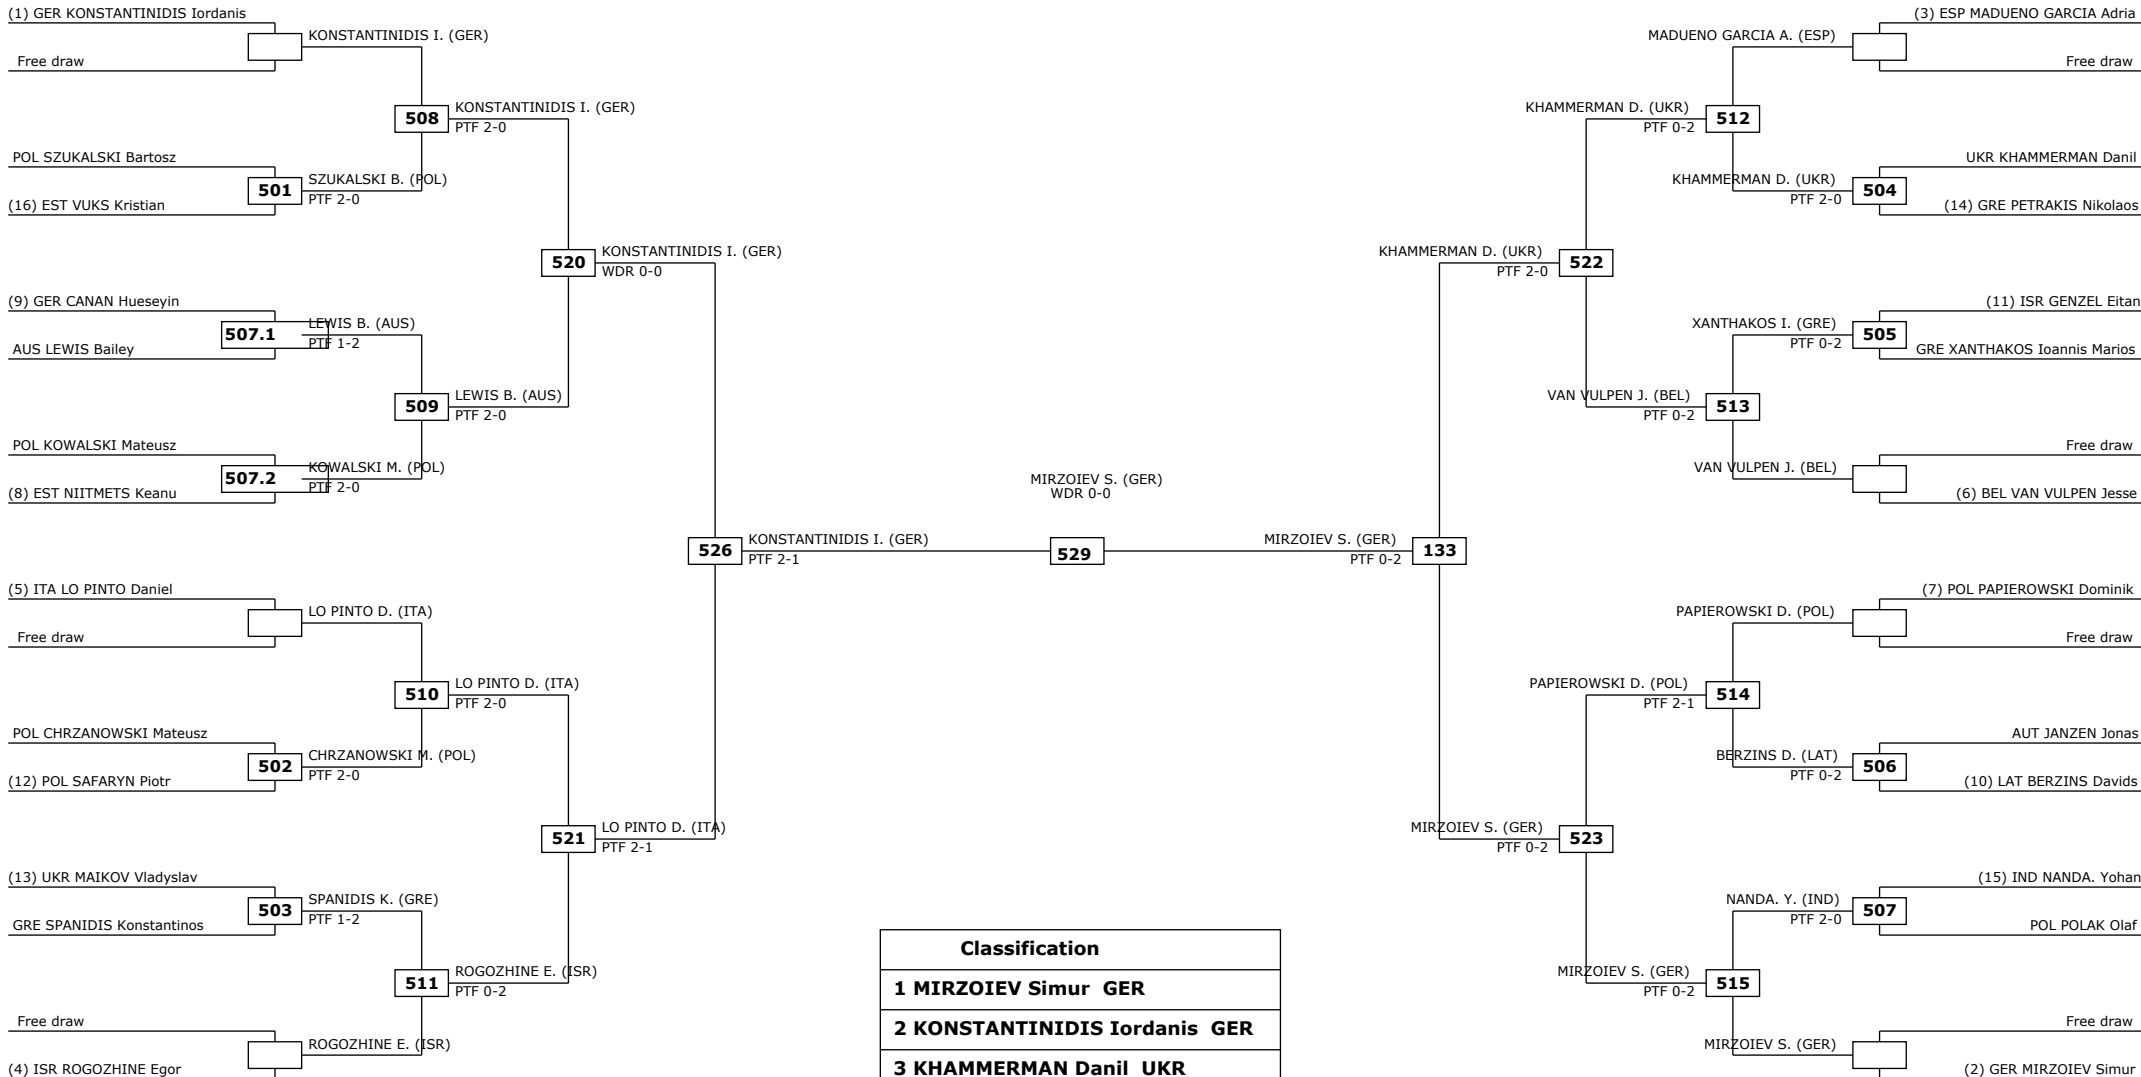 (1) GER KONSTANTINIDIS Iordanis
KONSTANTINIDIS I. (GER)
Free draw
508
KONSTANTINIDIS I. (GER)
PTF 2-0
POL SZUKALSKI Bartosz
501
SZUKALSKI B. (POL)
PTF 2-0
(16) EST VUKS Kristian
520
KONSTANTINIDIS I. (GER)
WDR 0-0
(9) GER CANAN Hueseyin
507.1
LEWIS B. (AUS)
PTF 1-2
AUS LEWIS Bailey
509
LEWIS B. (AUS)
PTF 2-0
POL KOWALSKI Mateusz
507.2
KOWALSKI M. (POL)
PTF 2-0
(8) EST NIITMETS Keanu
526
KONSTANTINIDIS I. (GER)
PTF 2-1
(5) ITA LO PINTO Daniel
LO PINTO D. (ITA)
Free draw
510
LO PINTO D. (ITA)
PTF 2-0
POL CHRZANOWSKI Mateusz
502
CHRZANOWSKI M. (POL)
PTF 2-0
(12) POL SAFARYN Piotr
521
LO PINTO D. (ITA)
PTF 2-1
(13) UKR MAIKOV Vladyslav
503
SPANIDIS K. (GRE)
PTF 1-2
GRE SPANIDIS Konstantinos
511
ROGOZHINE E. (ISR)
PTF 0-2
Free draw
ROGOZHINE E. (ISR)
(4) ISR ROGOZHINE Egor
MIRZOIEV S. (GER)
WDR 0-0
529
(3) ESP MADUENO GARCIA Adria
MADUENO GARCIA A. (ESP)
Free draw
KHAMMERMAN D. (UKR)
PTF 0-2
512
UKR KHAMMERMAN Danil
KHAMMERMAN D. (UKR)
PTF 2-0
504
(14) GRE PETRAKIS Nikolaos
KHAMMERMAN D. (UKR)
PTF 2-0
522
(11) ISR GENZEL Eitan
XANTHAKOS I. (GRE)
PTF 0-2
505
GRE XANTHAKOS Ioannis Marios
VAN VULPEN J. (BEL)
PTF 0-2
513
Free draw
VAN VULPEN J. (BEL)
(6) BEL VAN VULPEN Jesse
MIRZOIEV S. (GER)
PTF 0-2
133
(7) POL PAPIEROWSKI Dominik
PAPIEROWSKI D. (POL)
Free draw
PAPIEROWSKI D. (POL)
PTF 2-1
514
AUT JANZEN Jonas
BERZINS D. (LAT)
PTF 0-2
506
(10) LAT BERZINS Davids
MIRZOIEV S. (GER)
PTF 0-2
523
(15) IND NANDA. Yohan
NANDA. Y. (IND)
PTF 2-0
507
POL POLAK Olaf
MIRZOIEV S. (GER)
PTF 0-2
515
Free draw
MIRZOIEV S. (GER)
(2) GER MIRZOIEV Simur
Classification
1 MIRZOIEV Simur GER
2 KONSTANTINIDIS Iordanis GER
3 KHAMMERMAN Danil UKR